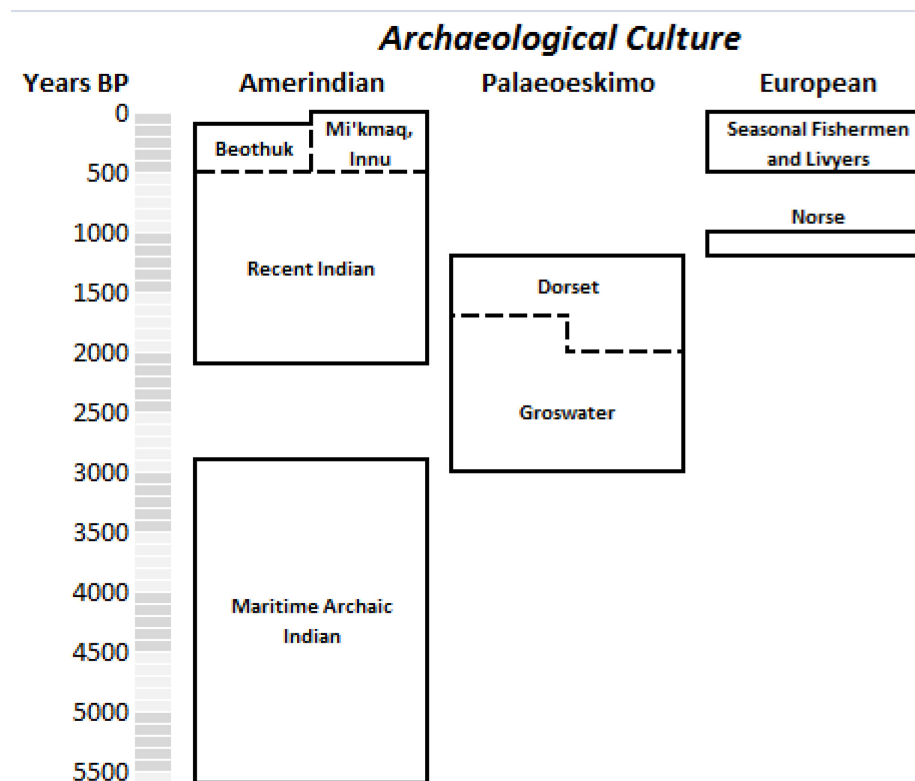 Archaeological Culture
Years BP
Amerindian
Palaeoeskimo
European
0
500
1000
1500
2000
2500
3000
3500
4000
4500
5000
5500
Beothuk
Mi'kmaq,
Innu
Recent Indian
Maritime Archaic
Indian
Dorset
Groswater
Seasonal Fishermen
and Livyers
Norse